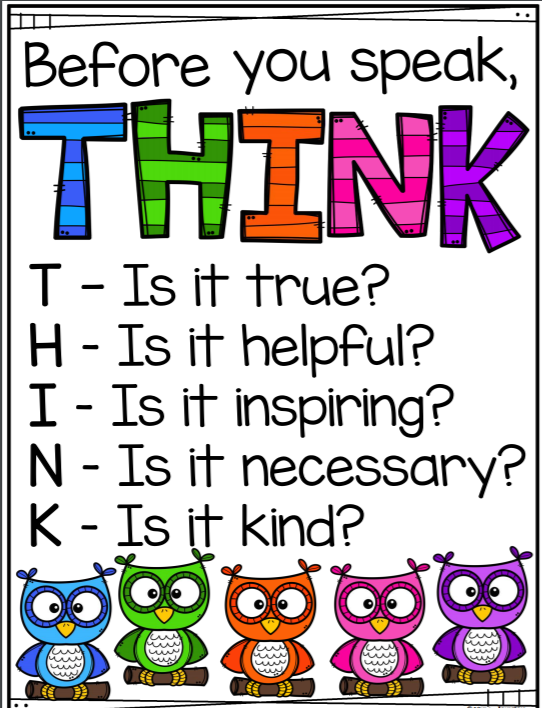 Before you speak,
THINK
T - Is it true?
H - Is it helpful?
I - Is it inspiring?
N - Is it necessary?
K - Is it kind?